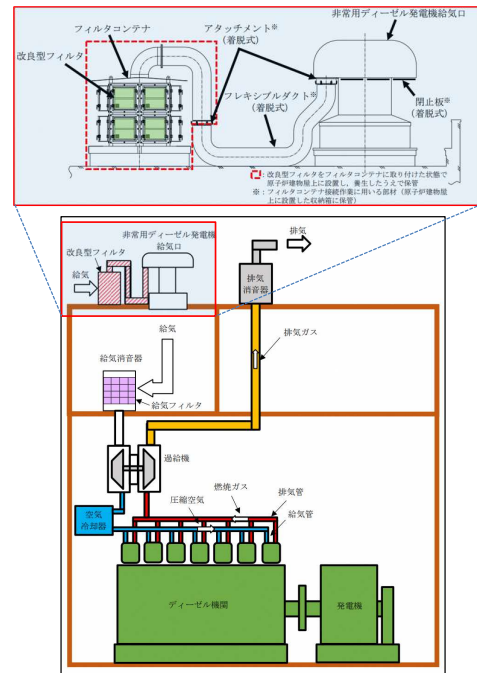 非常用ディーゼル発電機給気口
フィルタコンテナ
アタッチメント※
(着脱式)
改良型フィルタ
フレキシブルダクト※
(着脱式)
閉止板※
(着脱式)
：改良型フィルタをフィルタコンテナに取り付けた状態で
原子炉建物屋上に設置し、養生したうえで保管
※：フィルタコンテナ接続作業に用いる部材（原子炉建物屋
上に設置した収納箱に保管）
非常用ディーゼル発電機
給気口
改良型フィルタ
給気
排気
排気
消音器
給気
給気消音器
排気ガス
給気フィルタ
過給機
燃焼ガス
圧縮空気
排気管
給気管
空気
冷却器
ディーゼル機関
発電機